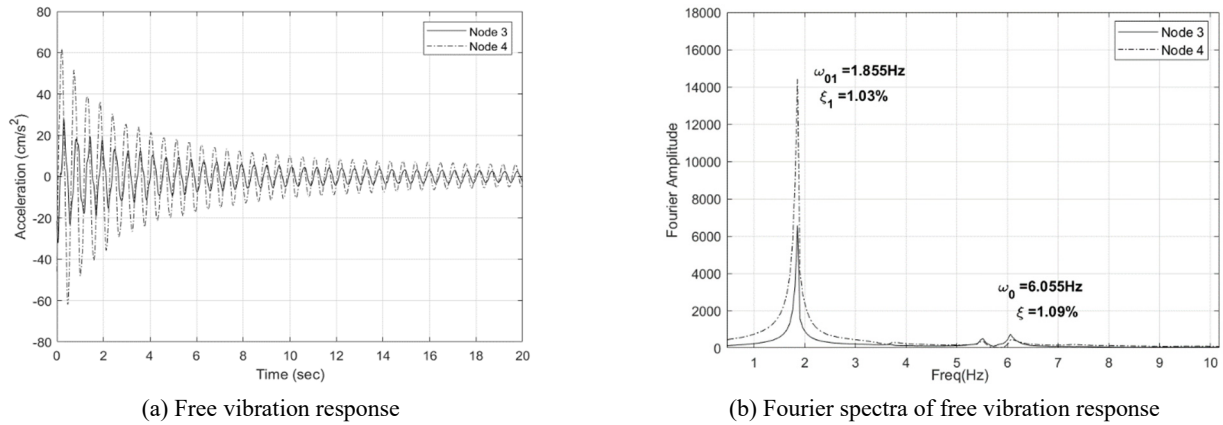 80
60
40
20
0
-20
-40
-60
-80
Acceleration (cm/s²)
0 2 4 6 8 10 12 14 16 18 20
Time (sec)
Node 3
Node 4
(a) Free vibration response
18000
16000
14000
12000
10000
8000
6000
4000
2000
0
Fourier Amplitude
1 2 3 4 5 6 7 8 9 10
Freq(Hz)
Node 3
Node 4
ω01 =1.855Hz
ξ1 =1.03%
ω0 =6.055Hz
ξ =1.09%
(b) Fourier spectra of free vibration response